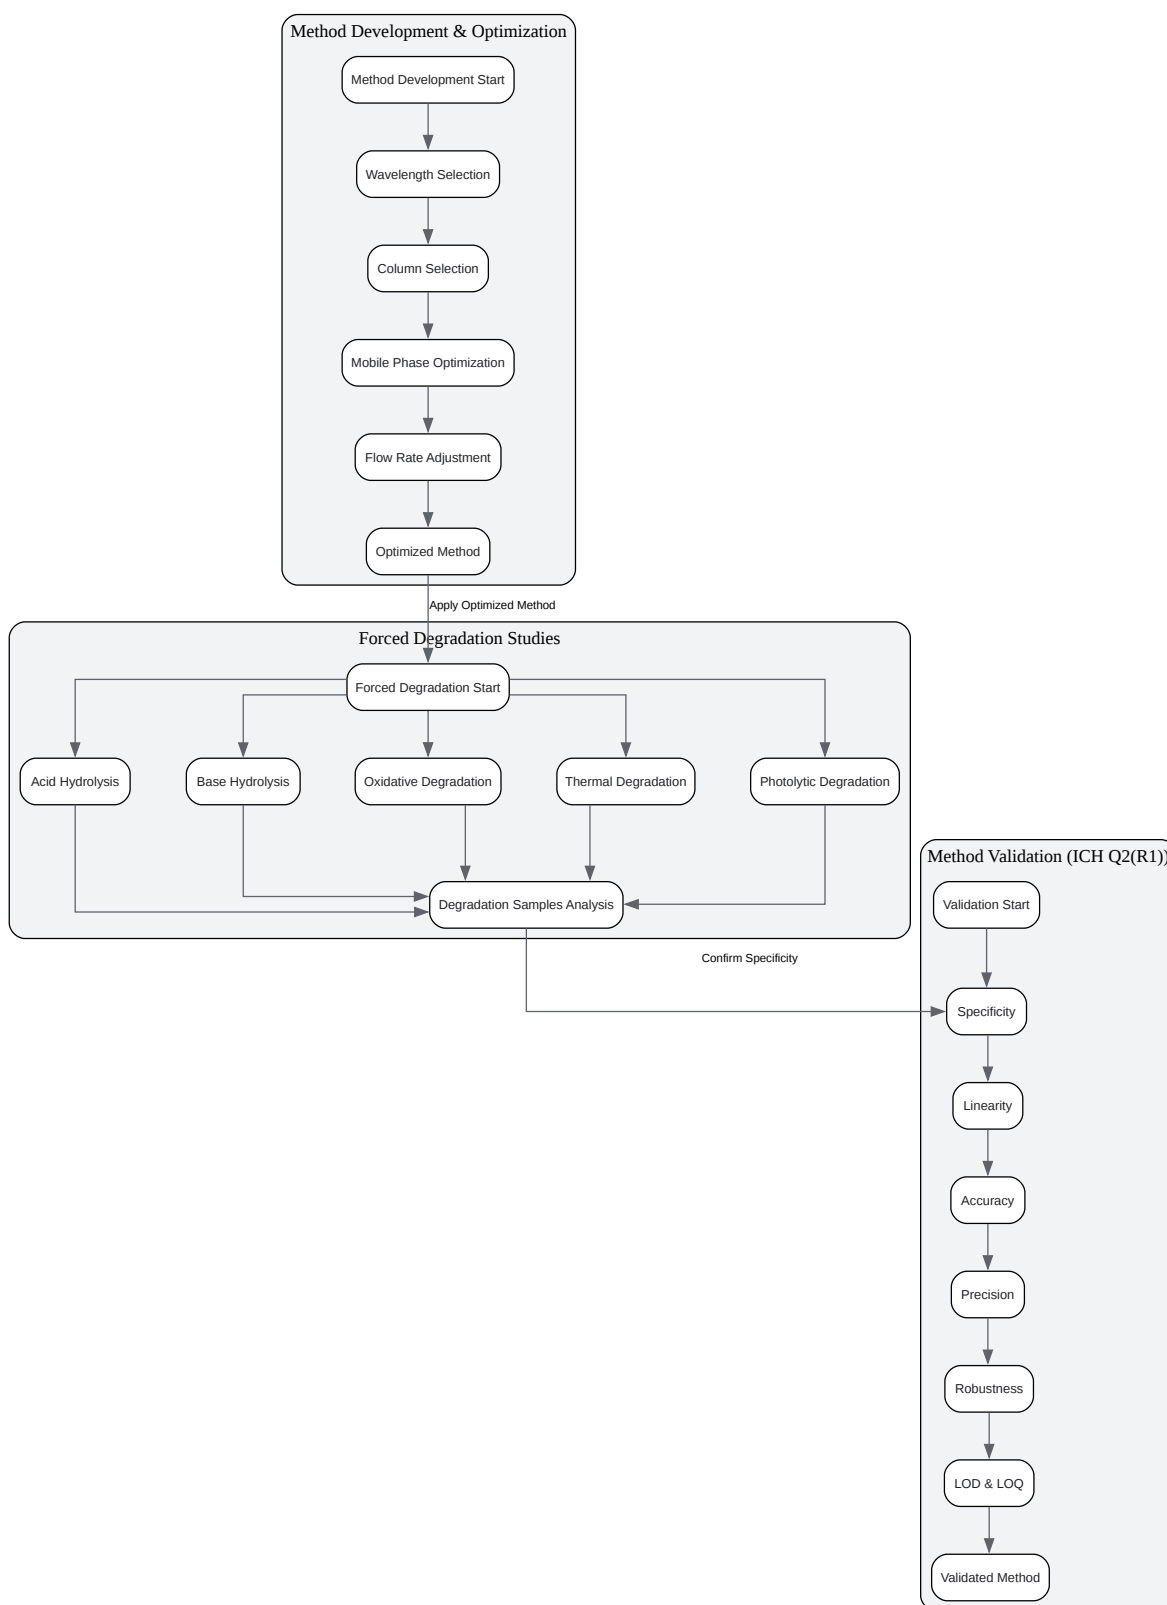 Method Development & Optimization
Method Development Start
Wavelength Selection
Column Selection
Mobile Phase Optimization
Flow Rate Adjustment
Optimized Method
Apply Optimized Method
Forced Degradation Studies
Forced Degradation Start
Acid Hydrolysis
Base Hydrolysis
Oxidative Degradation
Thermal Degradation
Photolytic Degradation
Degradation Samples Analysis
Confirm Specificity
Method Validation (ICH Q2(R1))
Validation Start
Specificity
Linearity
Accuracy
Precision
Robustness
LOD & LOQ
Validated Method